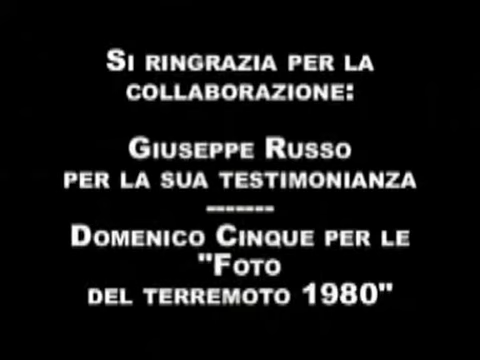 Si ringrazia per la
collaborazione:
Giuseppe Russo
per la sua testimonianza
-------
Domenico Cinque per le
"Foto
del terremoto 1980"